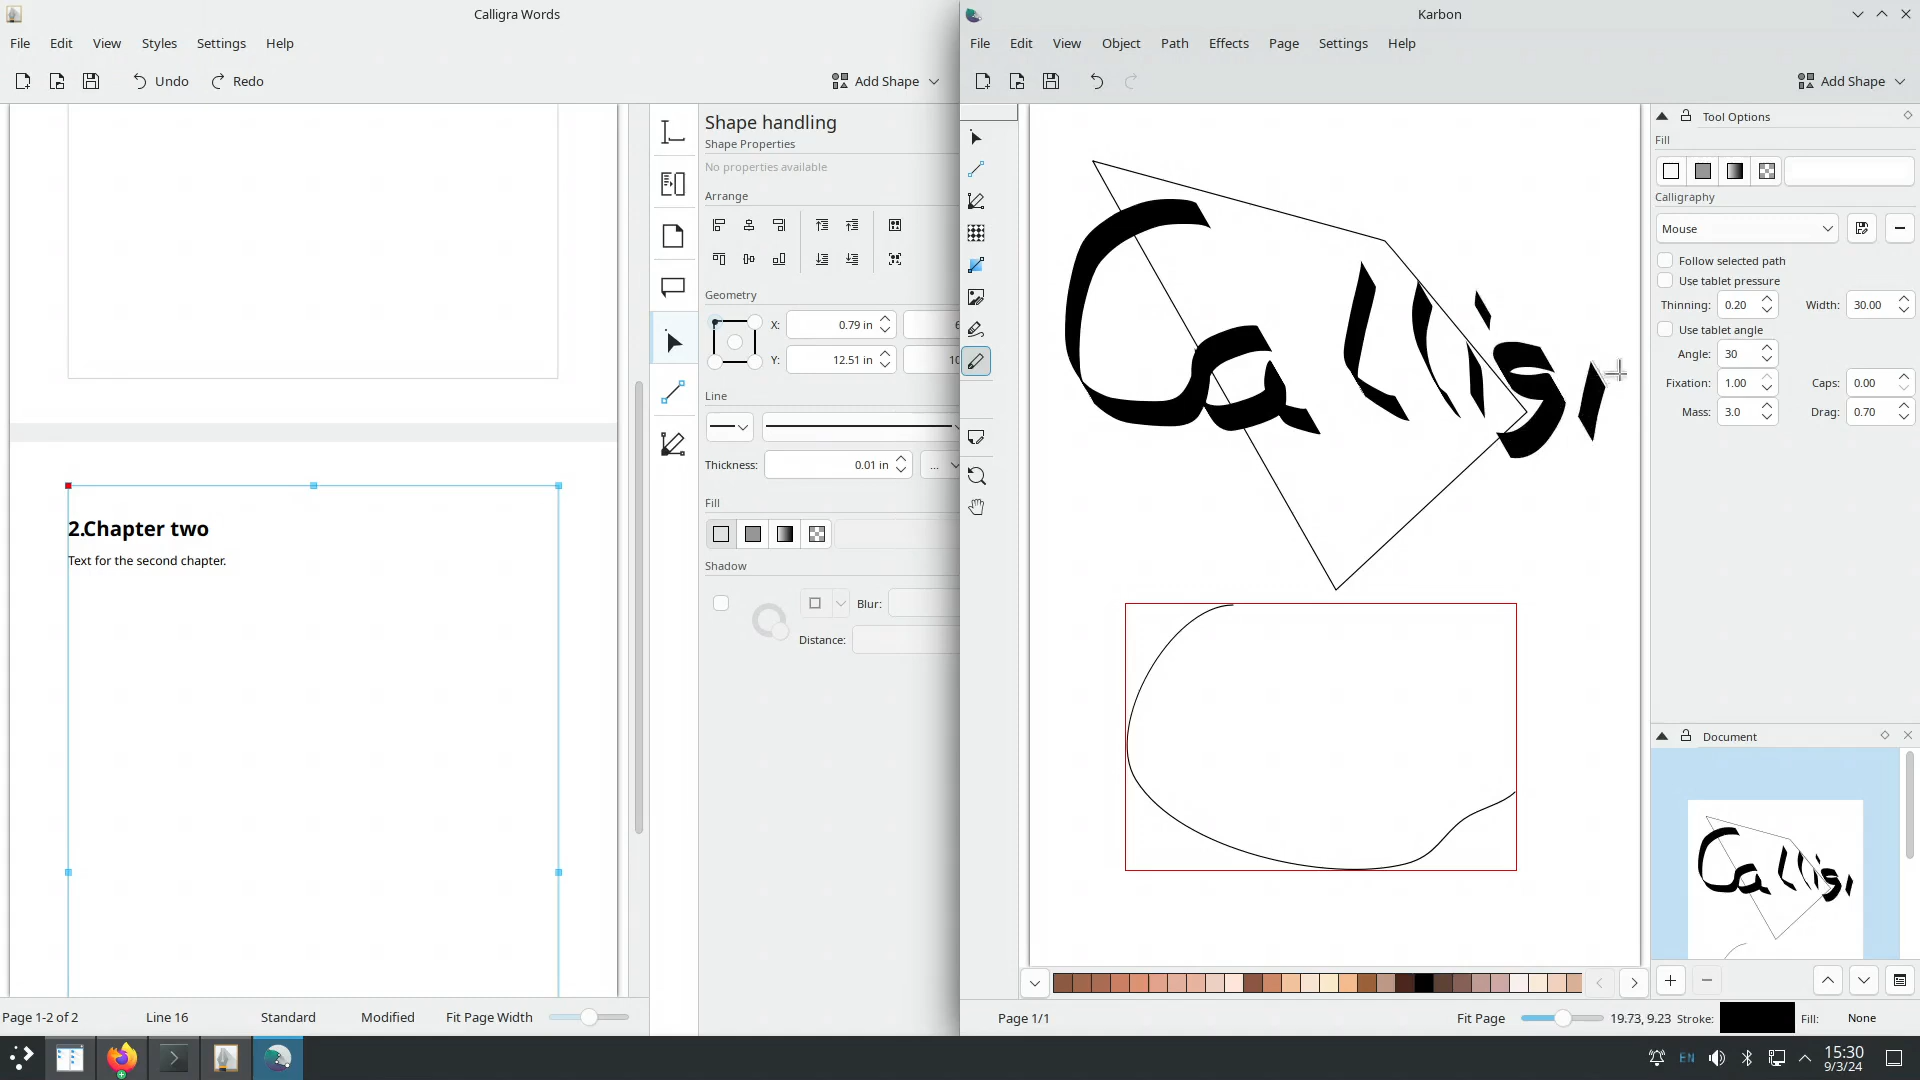 Calligra Words
File Edit View Styles Settings Help
Undo Redo Add Shape
Shape handling
Shape Properties
No properties available
Arrange
Geometry
X: 0.79 in 6
Y: 12.51 in 10
Line
Thickness: 0.01 in ...
Fill
Shadow
Blur:
Distance:
2.Chapter two
Text for the second chapter.
Page 1-2 of 2 Line 16 Standard Modified Fit Page Width
Karbon
File Edit View Object Path Effects Page Settings Help
Add Shape
Calligr
Tool Options
Fill
Calligraphy
Mouse
Follow selected path
Use tablet pressure
Thinning: 0.20 Width: 30.00
Use tablet angle
Angle: 30
Fixation: 1.00 Caps: 0.00
Mass: 3.0 Drag: 0.70
Document
Page 1/1 Fit Page 19.73, 9.23 Stroke: Fill: None
EN 15:30
9/3/24